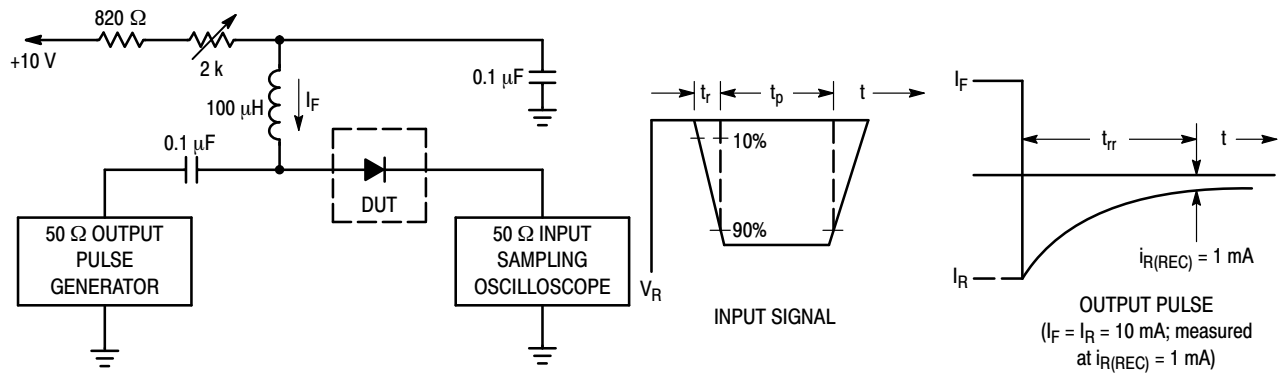 820 Ω
+10 V
2 k
100 μH
I_F
0.1 μF
0.1 μF
DUT
50 Ω OUTPUT
PULSE
GENERATOR
50 Ω INPUT
SAMPLING
OSCILLOSCOPE
t_r
t_p
t
10%
90%
V_R
INPUT SIGNAL
I_F
t_rr
t
i_R(REC) = 1 mA
I_R
OUTPUT PULSE
(I_F = I_R = 10 mA; measured
at i_R(REC) = 1 mA)